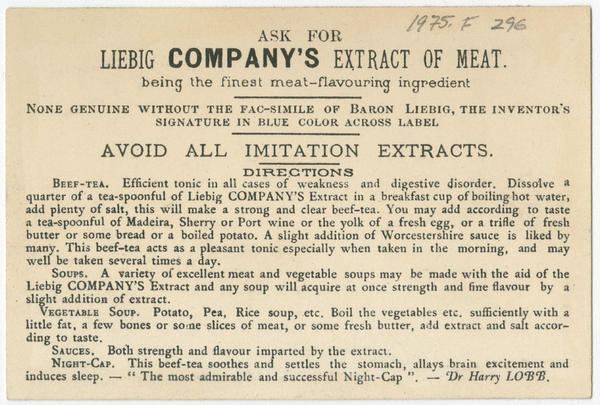 1975. F 296
ASK FOR
LIEBIG COMPANY'S EXTRACT OF MEAT.
being the finest meat-flavouring ingredient
NONE GENUINE WITHOUT THE FAC-SIMILE OF BARON LIEBIG, THE INVENTOR'S
SIGNATURE IN BLUE COLOR ACROSS LABEL
AVOID ALL IMITATION EXTRACTS.
DIRECTIONS
BEEF-TEA. Efficient tonic in all cases of weakness and digestive disorder. Dissolve a
quarter of a tea-spoonful of Liebig COMPANY'S Extract in a breakfast cup of boiling hot water,
add plenty of salt, this will make a strong and clear beef-tea. You may add according to taste
a tea-spoonful of Madeira, Sherry or Port wine or the yolk of a fresh egg, or a trifle of fresh
butter or some bread or a boiled potato. A slight addition of Worcestershire sauce is liked by
many. This beef-tea acts as a pleasant tonic especially when taken in the morning, and may
well be taken several times a day.
SOUPS. A variety of excellent meat and vegetable soups may be made with the aid of the
Liebig COMPANY'S Extract and any soup will acquire at once strength and fine flavour by a
slight addition of extract.
VEGETABLE SOUP. Potato, Pea, Rice soup, etc. Boil the vegetables etc. sufficiently with a
little fat, a few bones or some slices of meat, or some fresh butter, add extract and salt accor-
ding to taste.
SAUCES. Both strength and flavour imparted by the extract.
NIGHT-CAP. This beef-tea soothes and settles the stomach, allays brain excitement and
induces sleep. — " The most admirable and successful Night-Cap ". — Dr Harry LOBB.